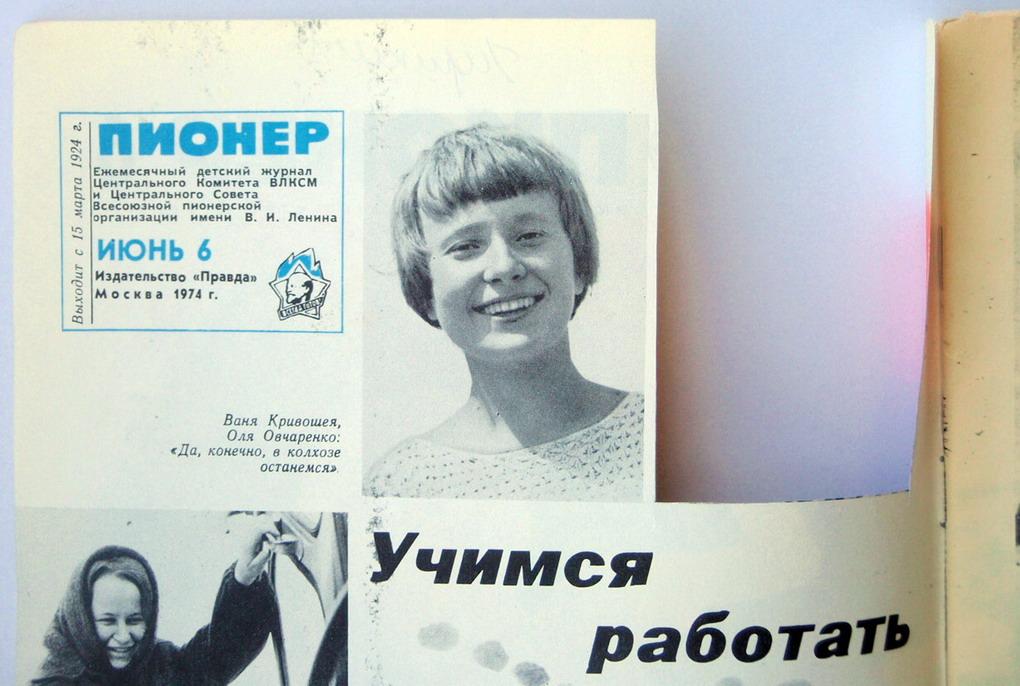 Выходит с 15 марта 1924 г.
ПИОНЕР
Ежемесячный детский журнал
Центрального Комитета ВЛКСМ
и Центрального Совета
Всесоюзной пионерской
организации имени В. И. Ленина
ИЮНЬ 6
Издательство «Правда»
Москва 1974 г.
Ваня Кривошея,
Оля Овчаренко:
«Да, конечно, в колхозе
останемся».
Учимся
работать